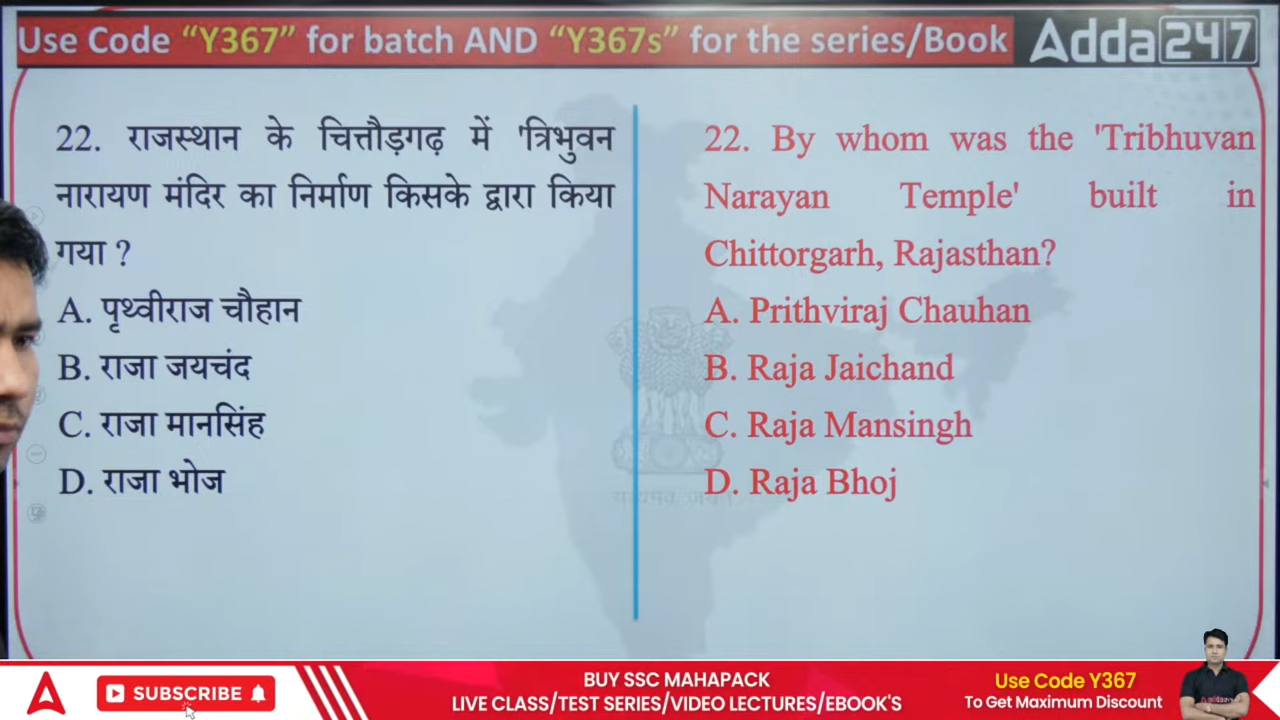 Use Code “Y367” for batch AND “Y367s” for the series/Book
Adda247
22. राजस्थान के चित्तौड़गढ़ में 'त्रिभुवन
नारायण मंदिर का निर्माण किसके द्वारा किया
गया ?
A. पृथ्वीराज चौहान
B. राजा जयचंद
C. राजा मानसिंह
D. राजा भोज
22. By whom was the 'Tribhuvan
Narayan Temple' built in
Chittorgarh, Rajasthan?
A. Prithviraj Chauhan
B. Raja Jaichand
C. Raja Mansingh
D. Raja Bhoj
सत्यमेव जयते
SUBSCRIBE
BUY SSC MAHAPACK
LIVE CLASS/TEST SERIES/VIDEO LECTURES/EBOOK'S
Use Code Y367
To Get Maximum Discount